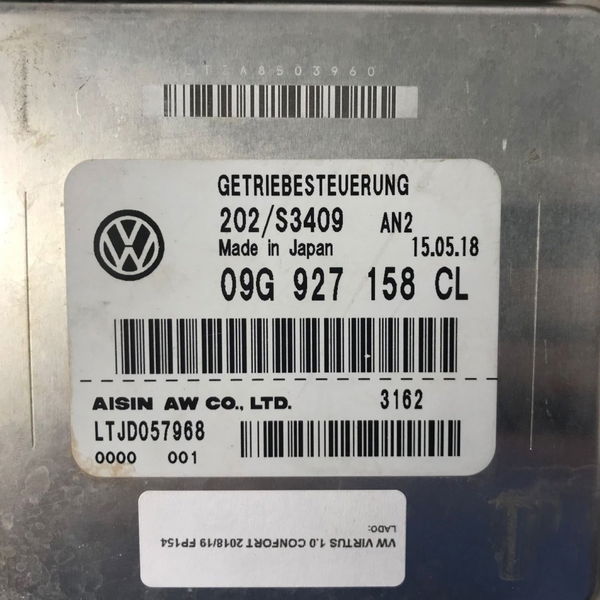 LTZA8503960
GETRIEBESTEUERUNG
202/S3409 AN2
Made in Japan 15.05.18
09G 927 158 CL
AISIN AW CO., LTD. 3162
LTJD057968
0000 001
VW VIRTUS 1.0 CONFORT 2018/19 FP154
LADO:
T